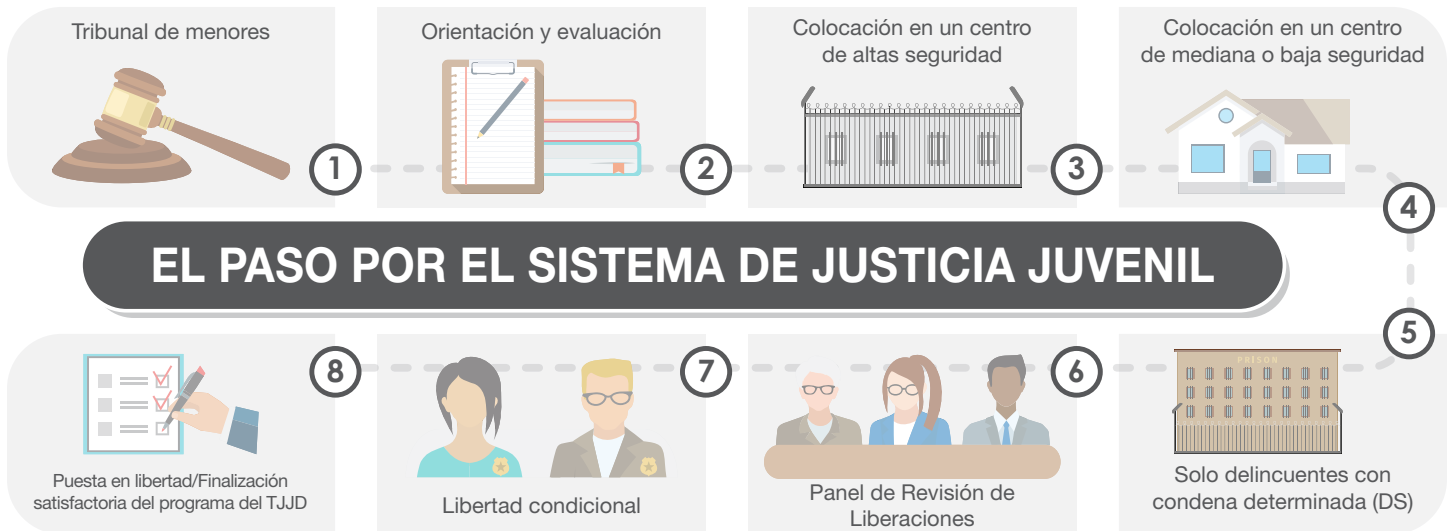 Tribunal de menores
1
Orientación y evaluación
2
Colocación en un centro
de altas seguridad
3
Colocación en un centro
de mediana o baja seguridad
4
EL PASO POR EL SISTEMA DE JUSTICIA JUVENIL
5
PRISON
Solo delincuentes con
condena determinada (DS)
6
Panel de Revisión de
Liberaciones
7
Libertad condicional
8
Puesta en libertad/Finalización
satisfactoria del programa del TJJD